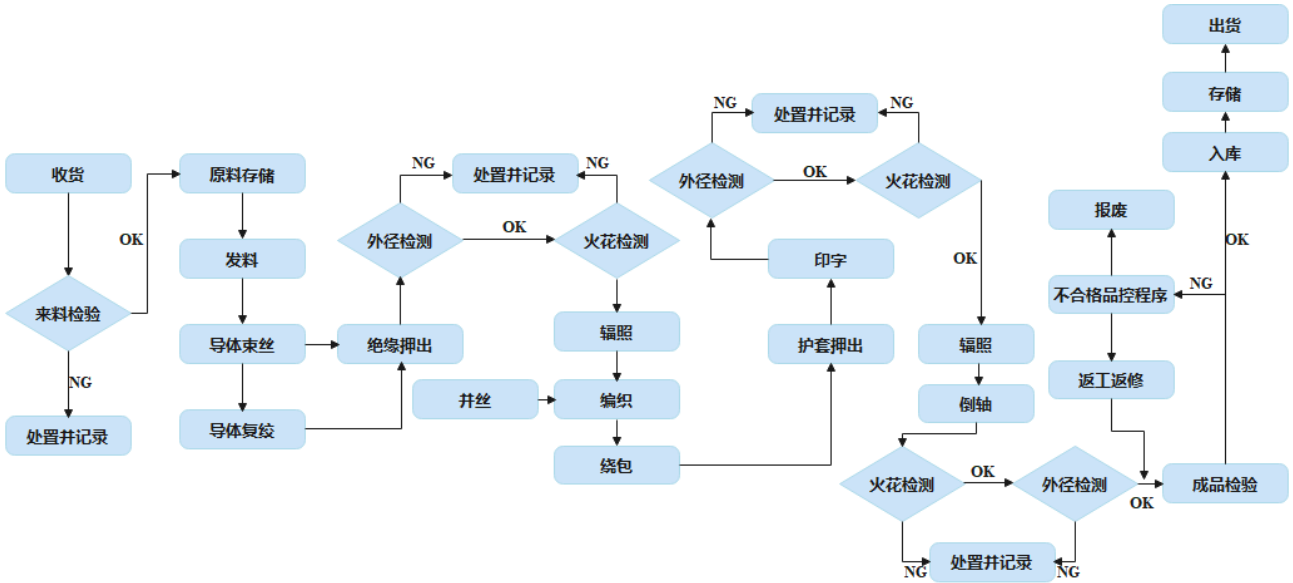 收货
来料检验
OK
NG
处置井记录
原料存储
发料
导体束丝
导体复绞
绝缘押出
外径检测
NG
处置井记录
NG
OK
火花检测
辐照
井丝
编织
绕包
护套押出
印字
外径检测
NG
处置井记录
NG
OK
火花检测
OK
辐照
倒轴
火花检测
OK
外径检测
NG
处置井记录
NG
OK
成品检验
返工返修
不合格品控程序
NG
报废
OK
入库
存储
出货